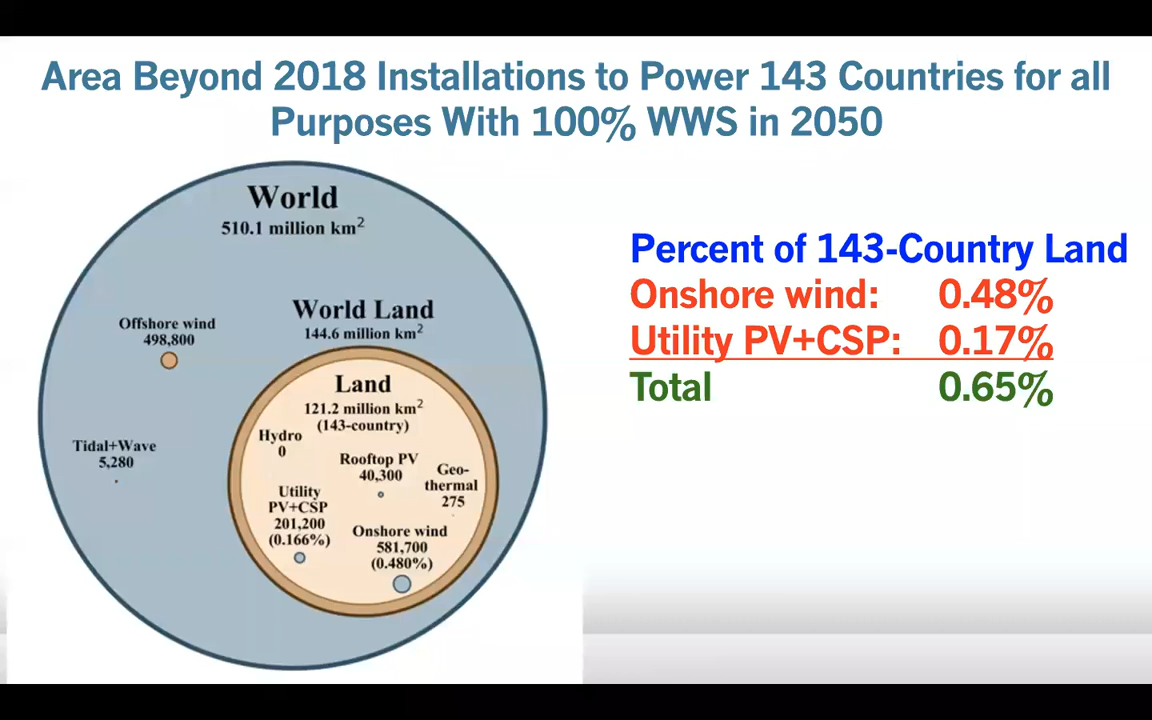 Area Beyond 2018 Installations to Power 143 Countries for all
Purposes With 100% WWS in 2050
World
510.1 million km²
World Land
144.6 million km²
Offshore wind
498,800
Tidal+Wave
5,280
Land
121.2 million km²
(143-country)
Hydro
0
Rooftop PV
40,300
Geo-
thermal
275
Utility
PV+CSP
201,200
(0.166%)
Onshore wind
581,700
(0.480%)
Percent of 143-Country Land
Onshore wind: 0.48%
Utility PV+CSP: 0.17%
Total 0.65%